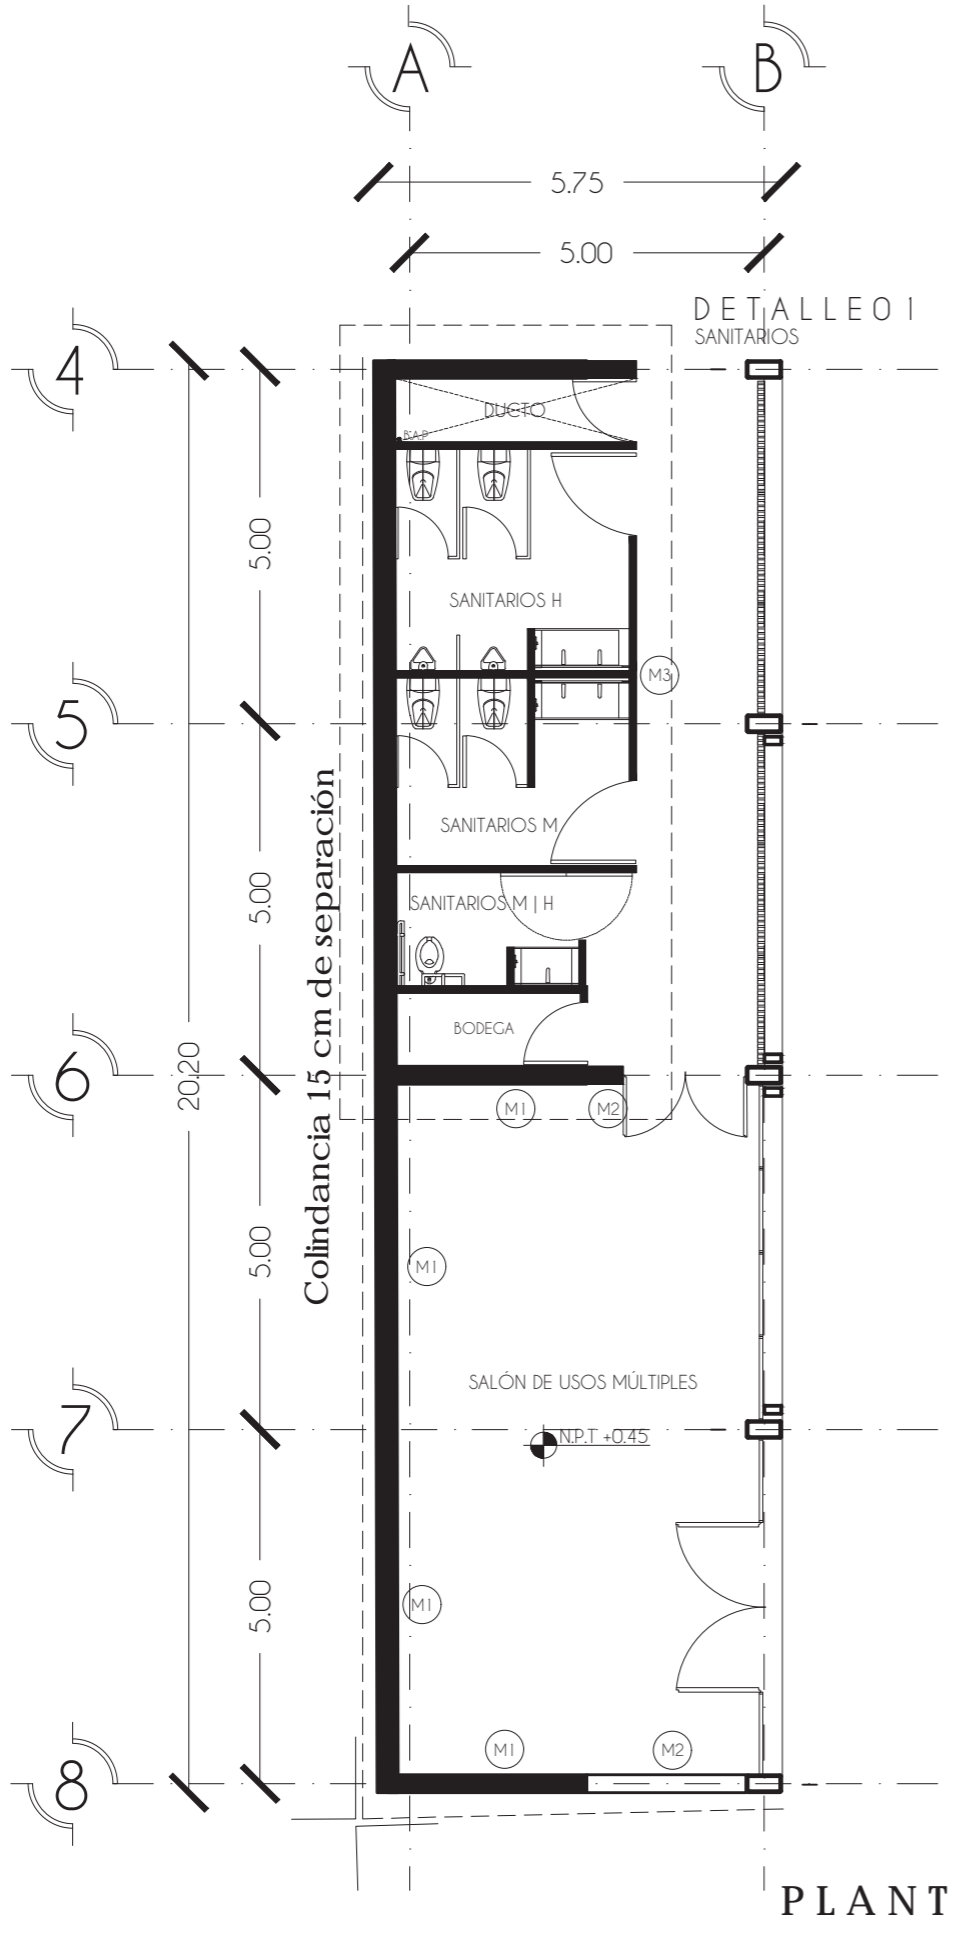 A
B
5.75
5.00
DETALLE01
SANITARIOS
4
DUCTO
B.A.P
5.00
SANITARIOS H
M3
5
SANITARIOS M
5.00
SANITARIOS M | H
Colindancia 15 cm de separación
BODEGA
6
20.20
M1
M2
5.00
M1
SALÓN DE USOS MÚLTIPLES
7
N.P.T +0.45
5.00
M1
M1
M2
8
PLANT